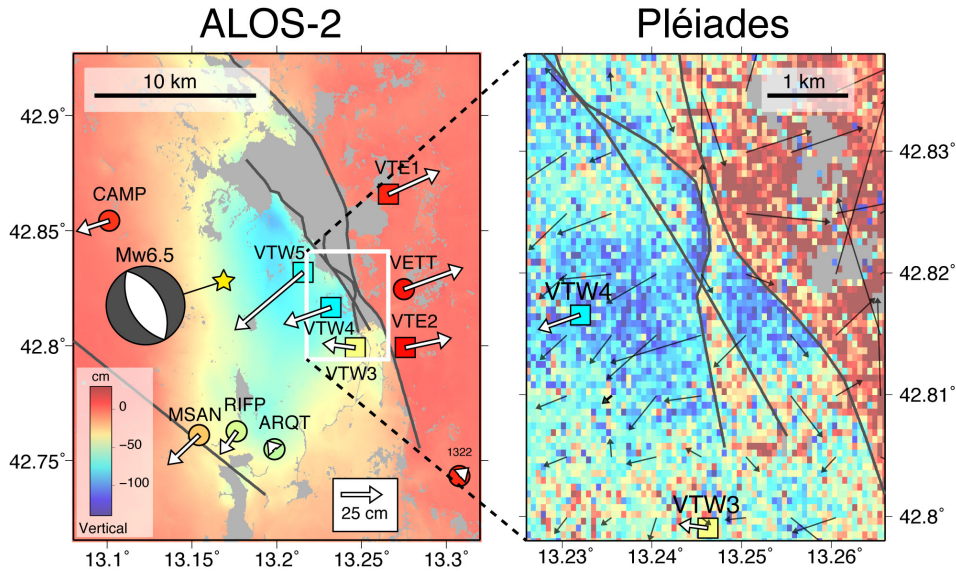 ALOS-2
Pléiades
10 km
1 km
42.9°
42.85°
42.8°
42.75°
CAMP
Mw6.5
VTE1
VTW5
VETT
VTW4
VTE2
VTW3
MSAN
RIFP
ARQT
1322
cm
0
−50
−100
Vertical
25 cm
13.1
13.15
13.2
13.25
13.3
VTW4
VTW3
42.83
42.82
42.81
42.8
13.23
13.24
13.25
13.26